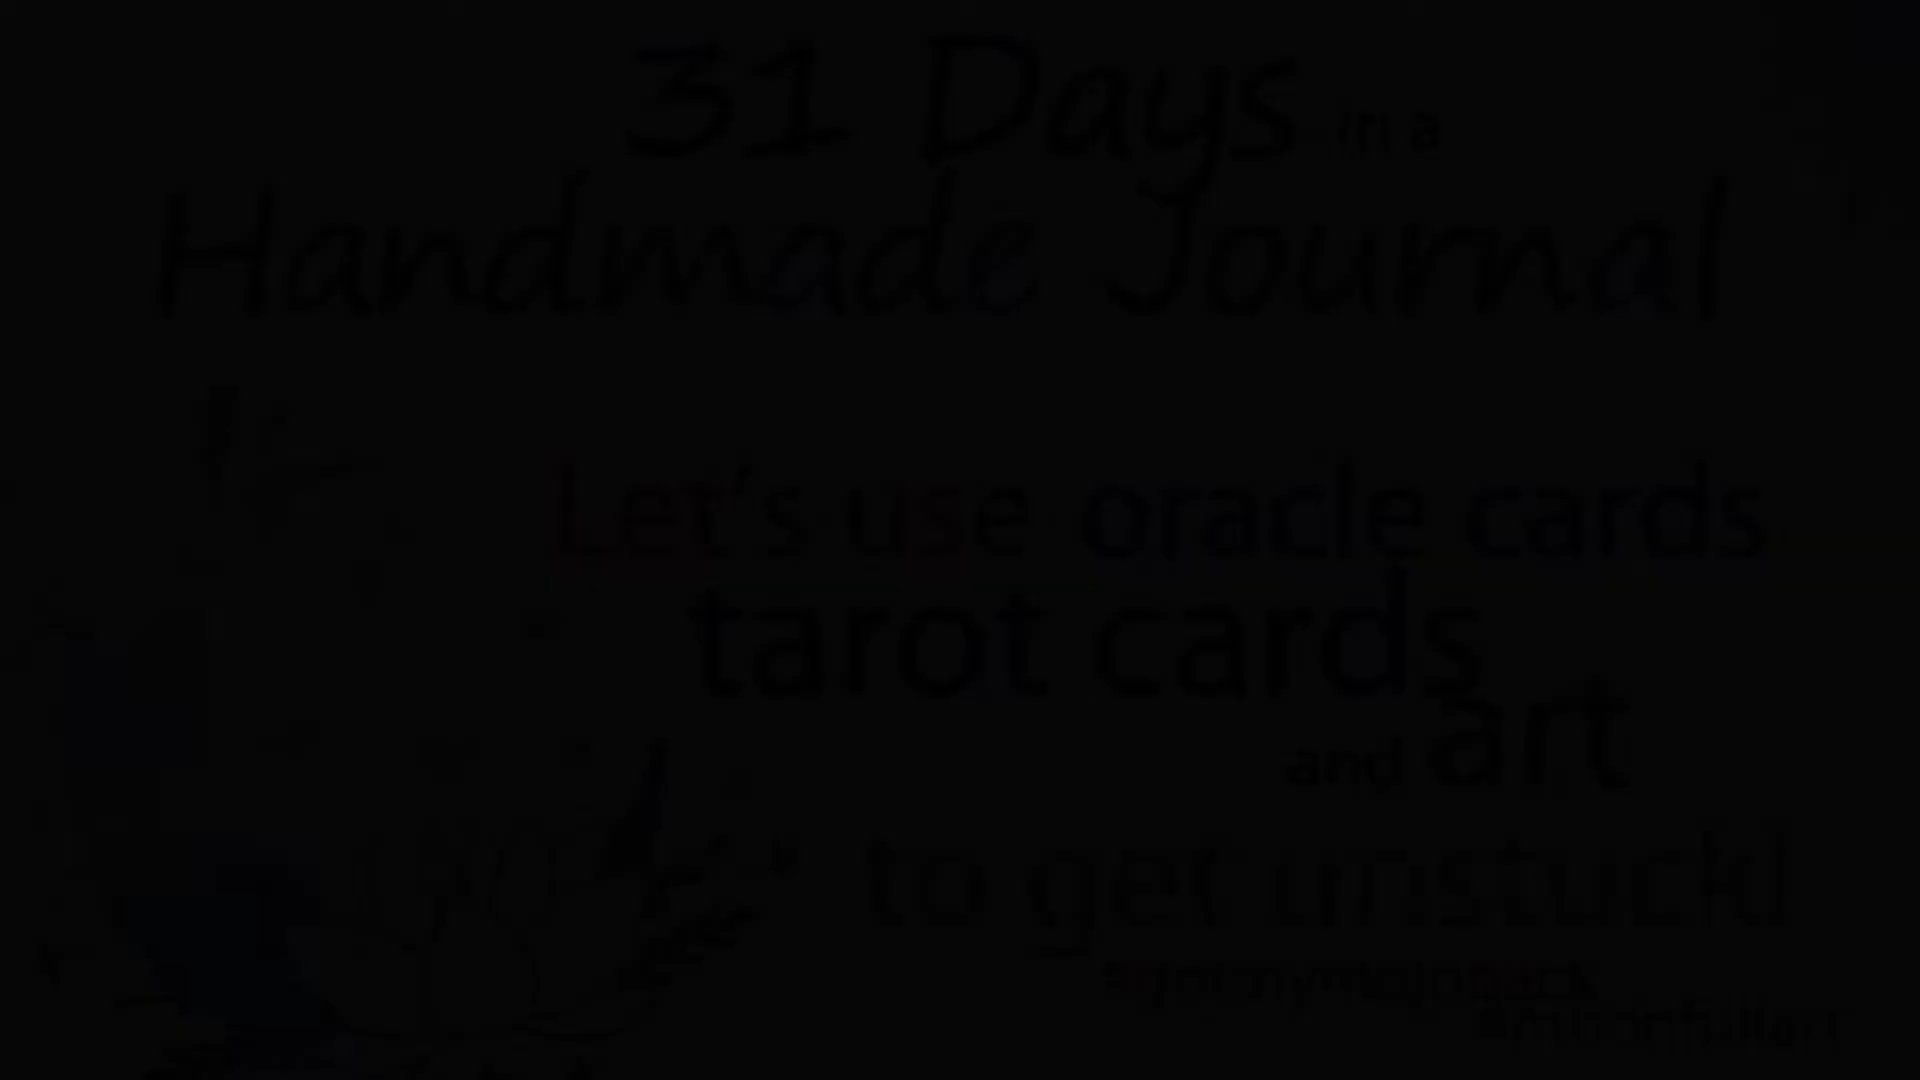 31 Days in a
Handmade Journal
Let's use oracle cards
tarot cards
and art
to get unstuck!